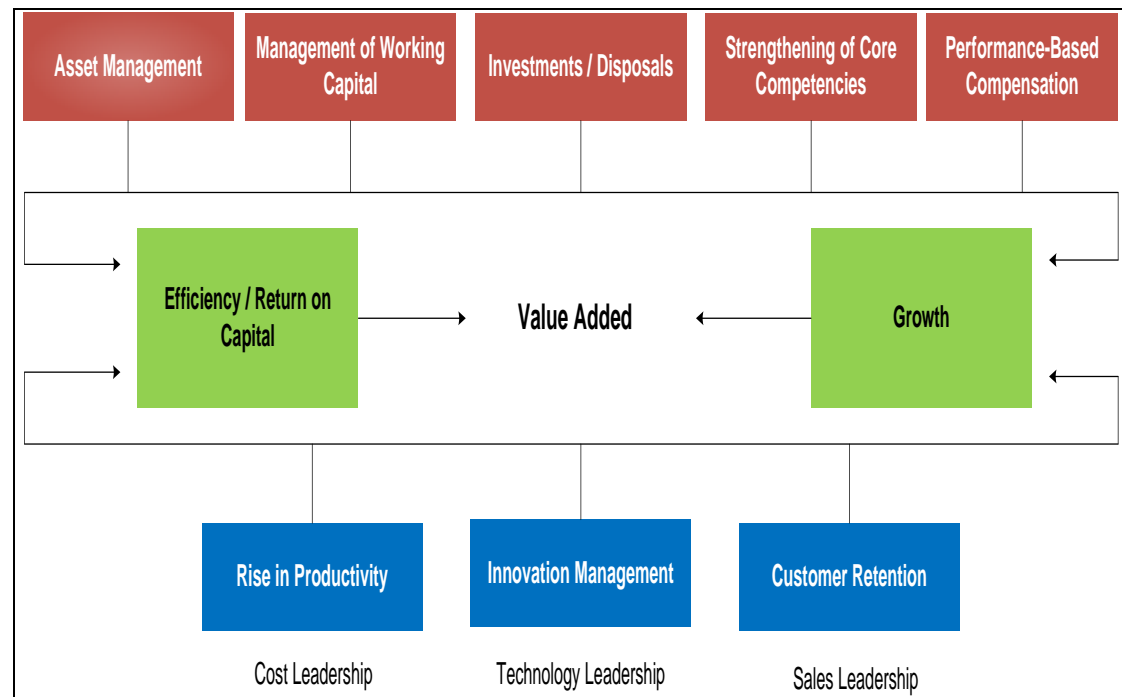 Asset Management
Management of Working
Capital
Investments / Disposals
Strengthening of Core
Competencies
Performance-Based
Compensation
Efficiency / Return on
Capital
Value Added
Growth
Rise in Productivity
Innovation Management
Customer Retention
Cost Leadership
Technology Leadership
Sales Leadership